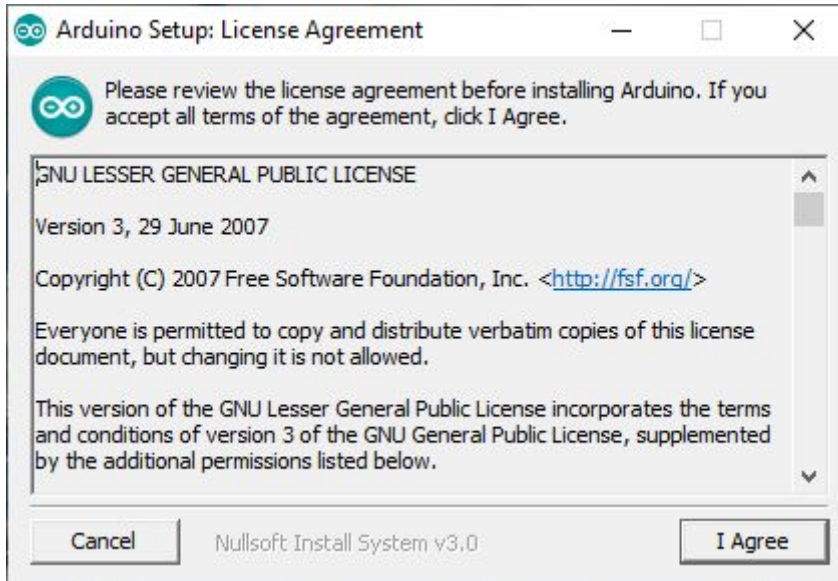 Arduino Setup: License Agreement
Please review the license agreement before installing Arduino. If you
accept all terms of the agreement, click I Agree.
GNU LESSER GENERAL PUBLIC LICENSE
Version 3, 29 June 2007
Copyright (C) 2007 Free Software Foundation, Inc. <http://fsf.org/>
Everyone is permitted to copy and distribute verbatim copies of this license
document, but changing it is not allowed.
This version of the GNU Lesser General Public License incorporates the terms
and conditions of version 3 of the GNU General Public License, supplemented
by the additional permissions listed below.
Cancel
Nullsoft Install System v3.0
I Agree